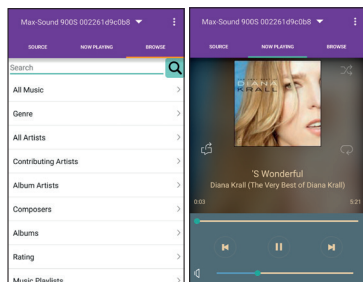 Max-Sound 900S 002261d9c0b8
SOURCE
NOW PLAYING
BROWSE
Search
All Music
Genre
All Artists
Contributing Artists
Album Artists
Composers
Albums
Rating
Music Playlists
Max-Sound 900S 002261d9c0b8
SOURCE
NOW PLAYING
BROWSE
DIANA
KRALL
'S Wonderful
Diana Krall (The Very Best of Diana Krall)
0:03
5:21